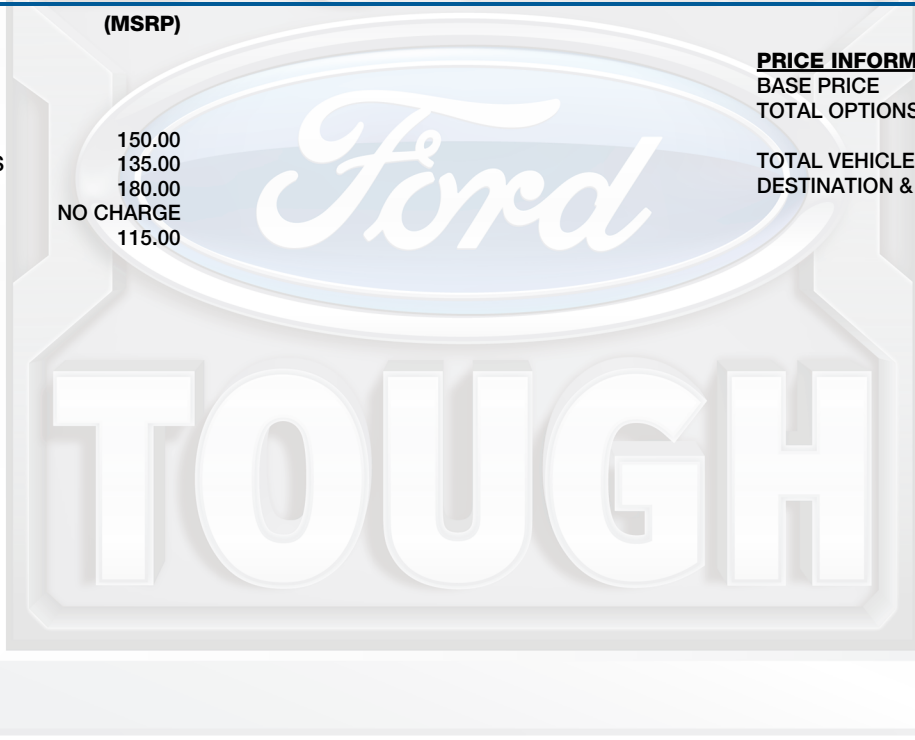 (MSRP)
150.00
S 135.00
180.00
NO CHARGE
115.00
PRICE INFORM
BASE PRICE
TOTAL OPTIONS
TOTAL VEHICLE
DESTINATION &
Ford
TOUGH